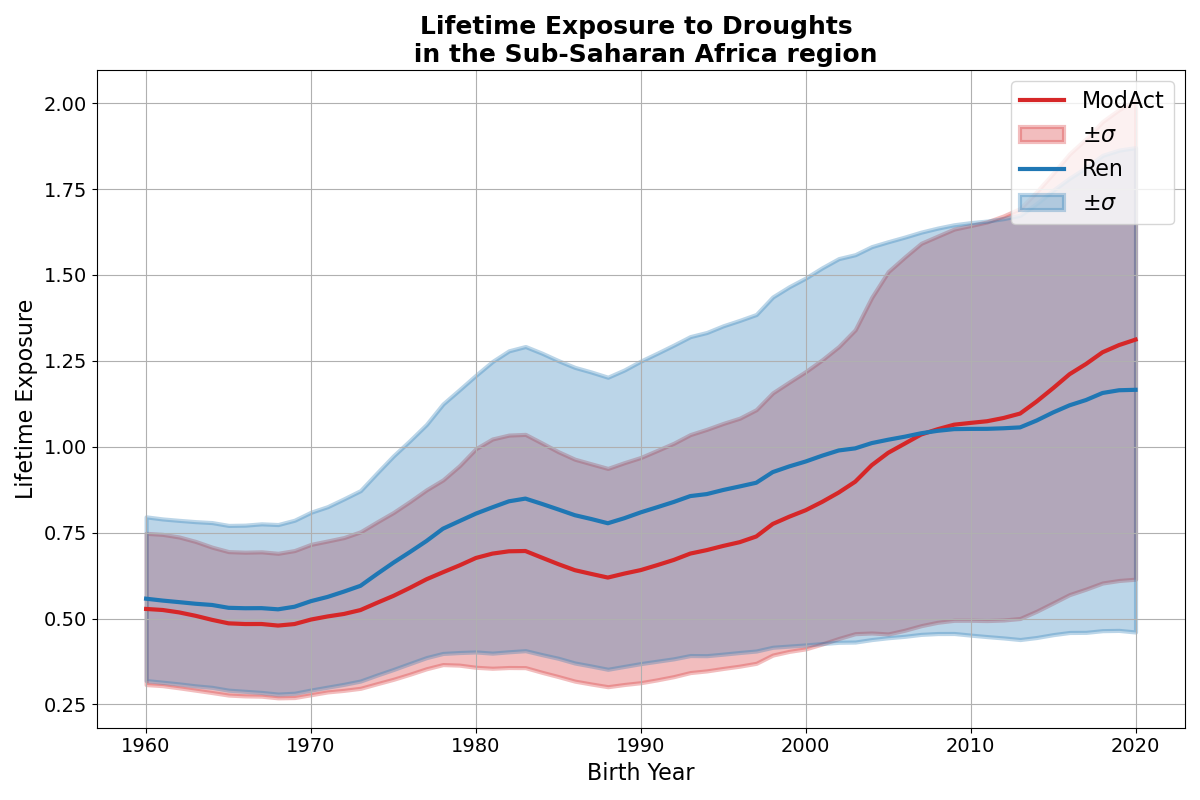 Lifetime Exposure to Droughts
in the Sub-Saharan Africa region
Lifetime Exposure
2.00
1.75
1.50
1.25
1.00
0.75
0.50
0.25
1960
1970
1980
1990
2000
2010
2020
Birth Year
ModAct
±σ
Ren
±σ